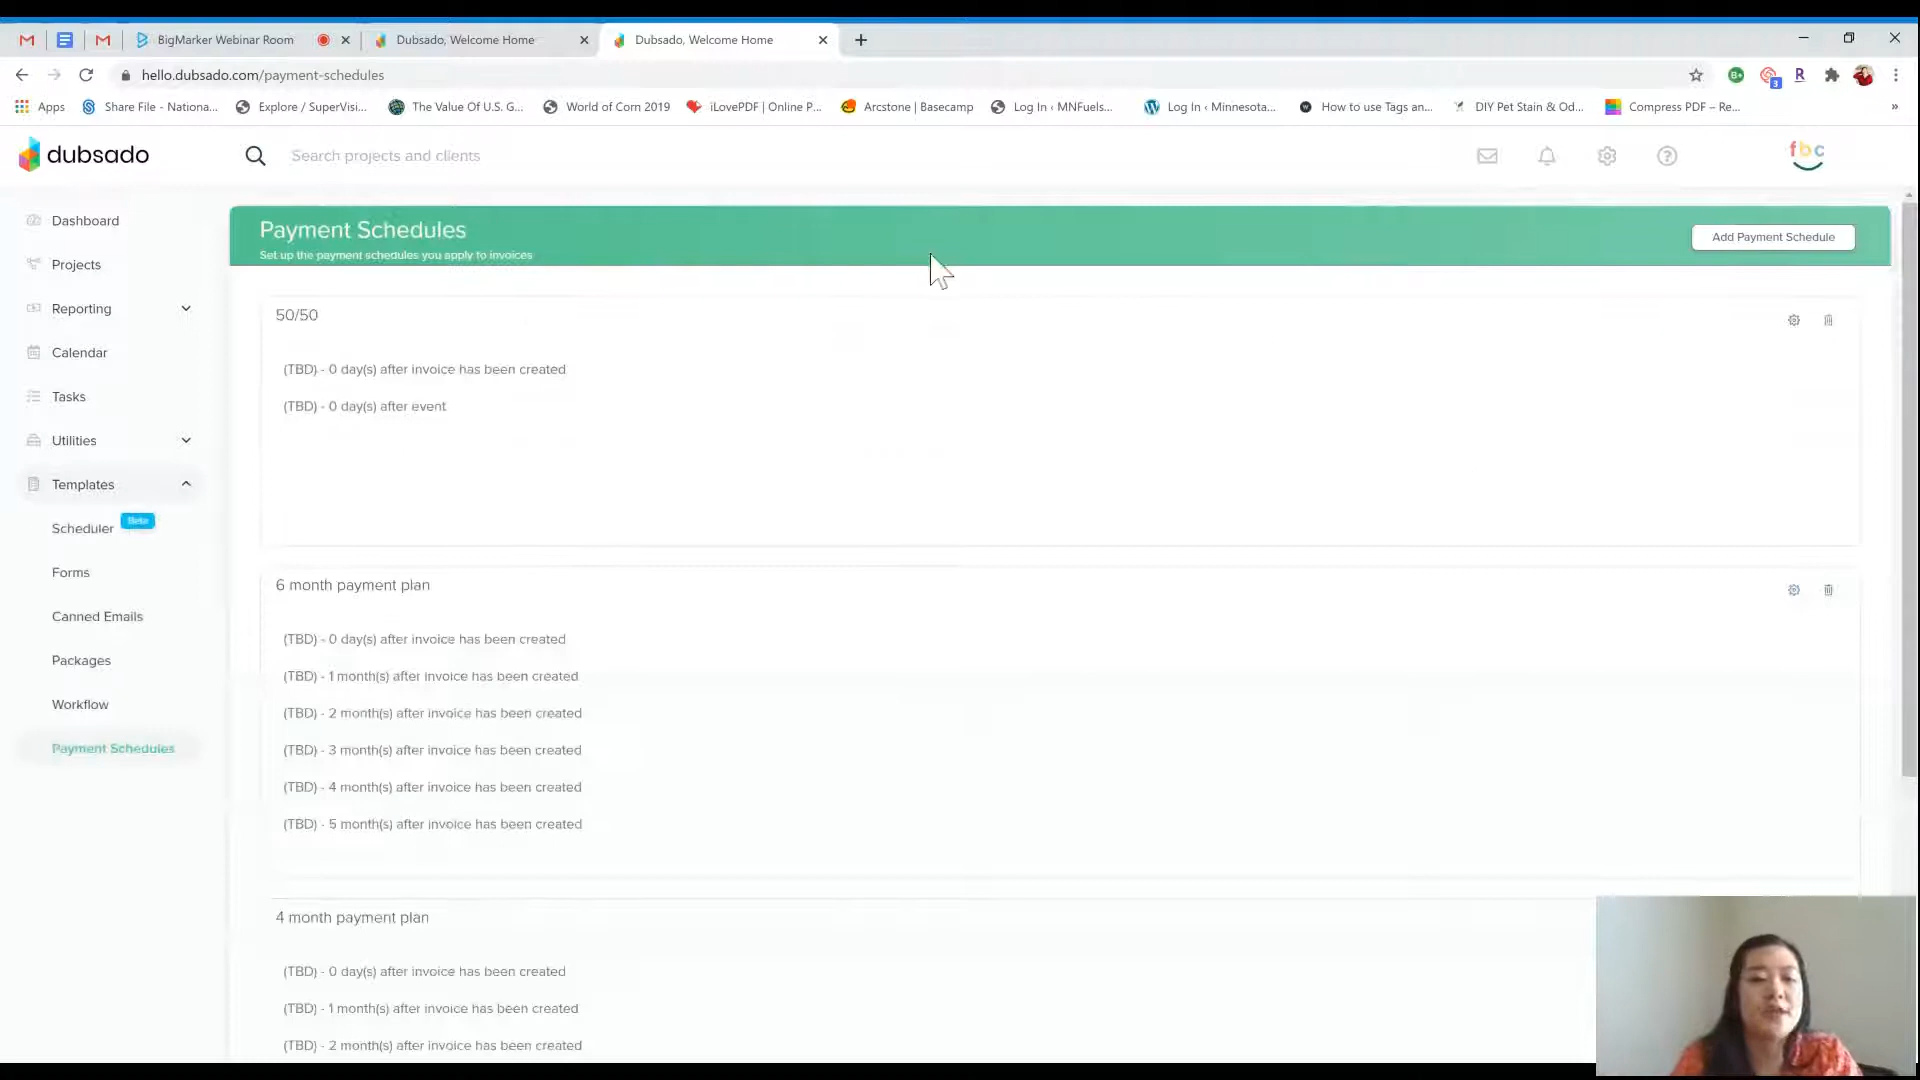 BigMarker Webinar Room
Dubsado, Welcome Home
Dubsado, Welcome Home
hello.dubsado.com/payment-schedules
3
R
Apps
Share File - Nationa...
Explore / SuperVisi...
The Value Of U.S. G...
World of Corn 2019
iLovePDF | Online P...
Arcstone | Basecamp
Log In ‹ MNFuels...
Log In ‹ Minnesota...
How to use Tags an...
DIY Pet Stain & Od...
Compress PDF – Re...
»
dubsado
Search projects and clients
fbc
Dashboard
Projects
Reporting
Calendar
Tasks
Utilities
Templates
Scheduler Beta
Forms
Canned Emails
Packages
Workflow
Payment Schedules
Payment Schedules
Set up the payment schedules you apply to invoices
Add Payment Schedule
50/50
(TBD) - 0 day(s) after invoice has been created
(TBD) - 0 day(s) after event
6 month payment plan
(TBD) - 0 day(s) after invoice has been created
(TBD) - 1 month(s) after invoice has been created
(TBD) - 2 month(s) after invoice has been created
(TBD) - 3 month(s) after invoice has been created
(TBD) - 4 month(s) after invoice has been created
(TBD) - 5 month(s) after invoice has been created
4 month payment plan
(TBD) - 0 day(s) after invoice has been created
(TBD) - 1 month(s) after invoice has been created
(TBD) - 2 month(s) after invoice has been created